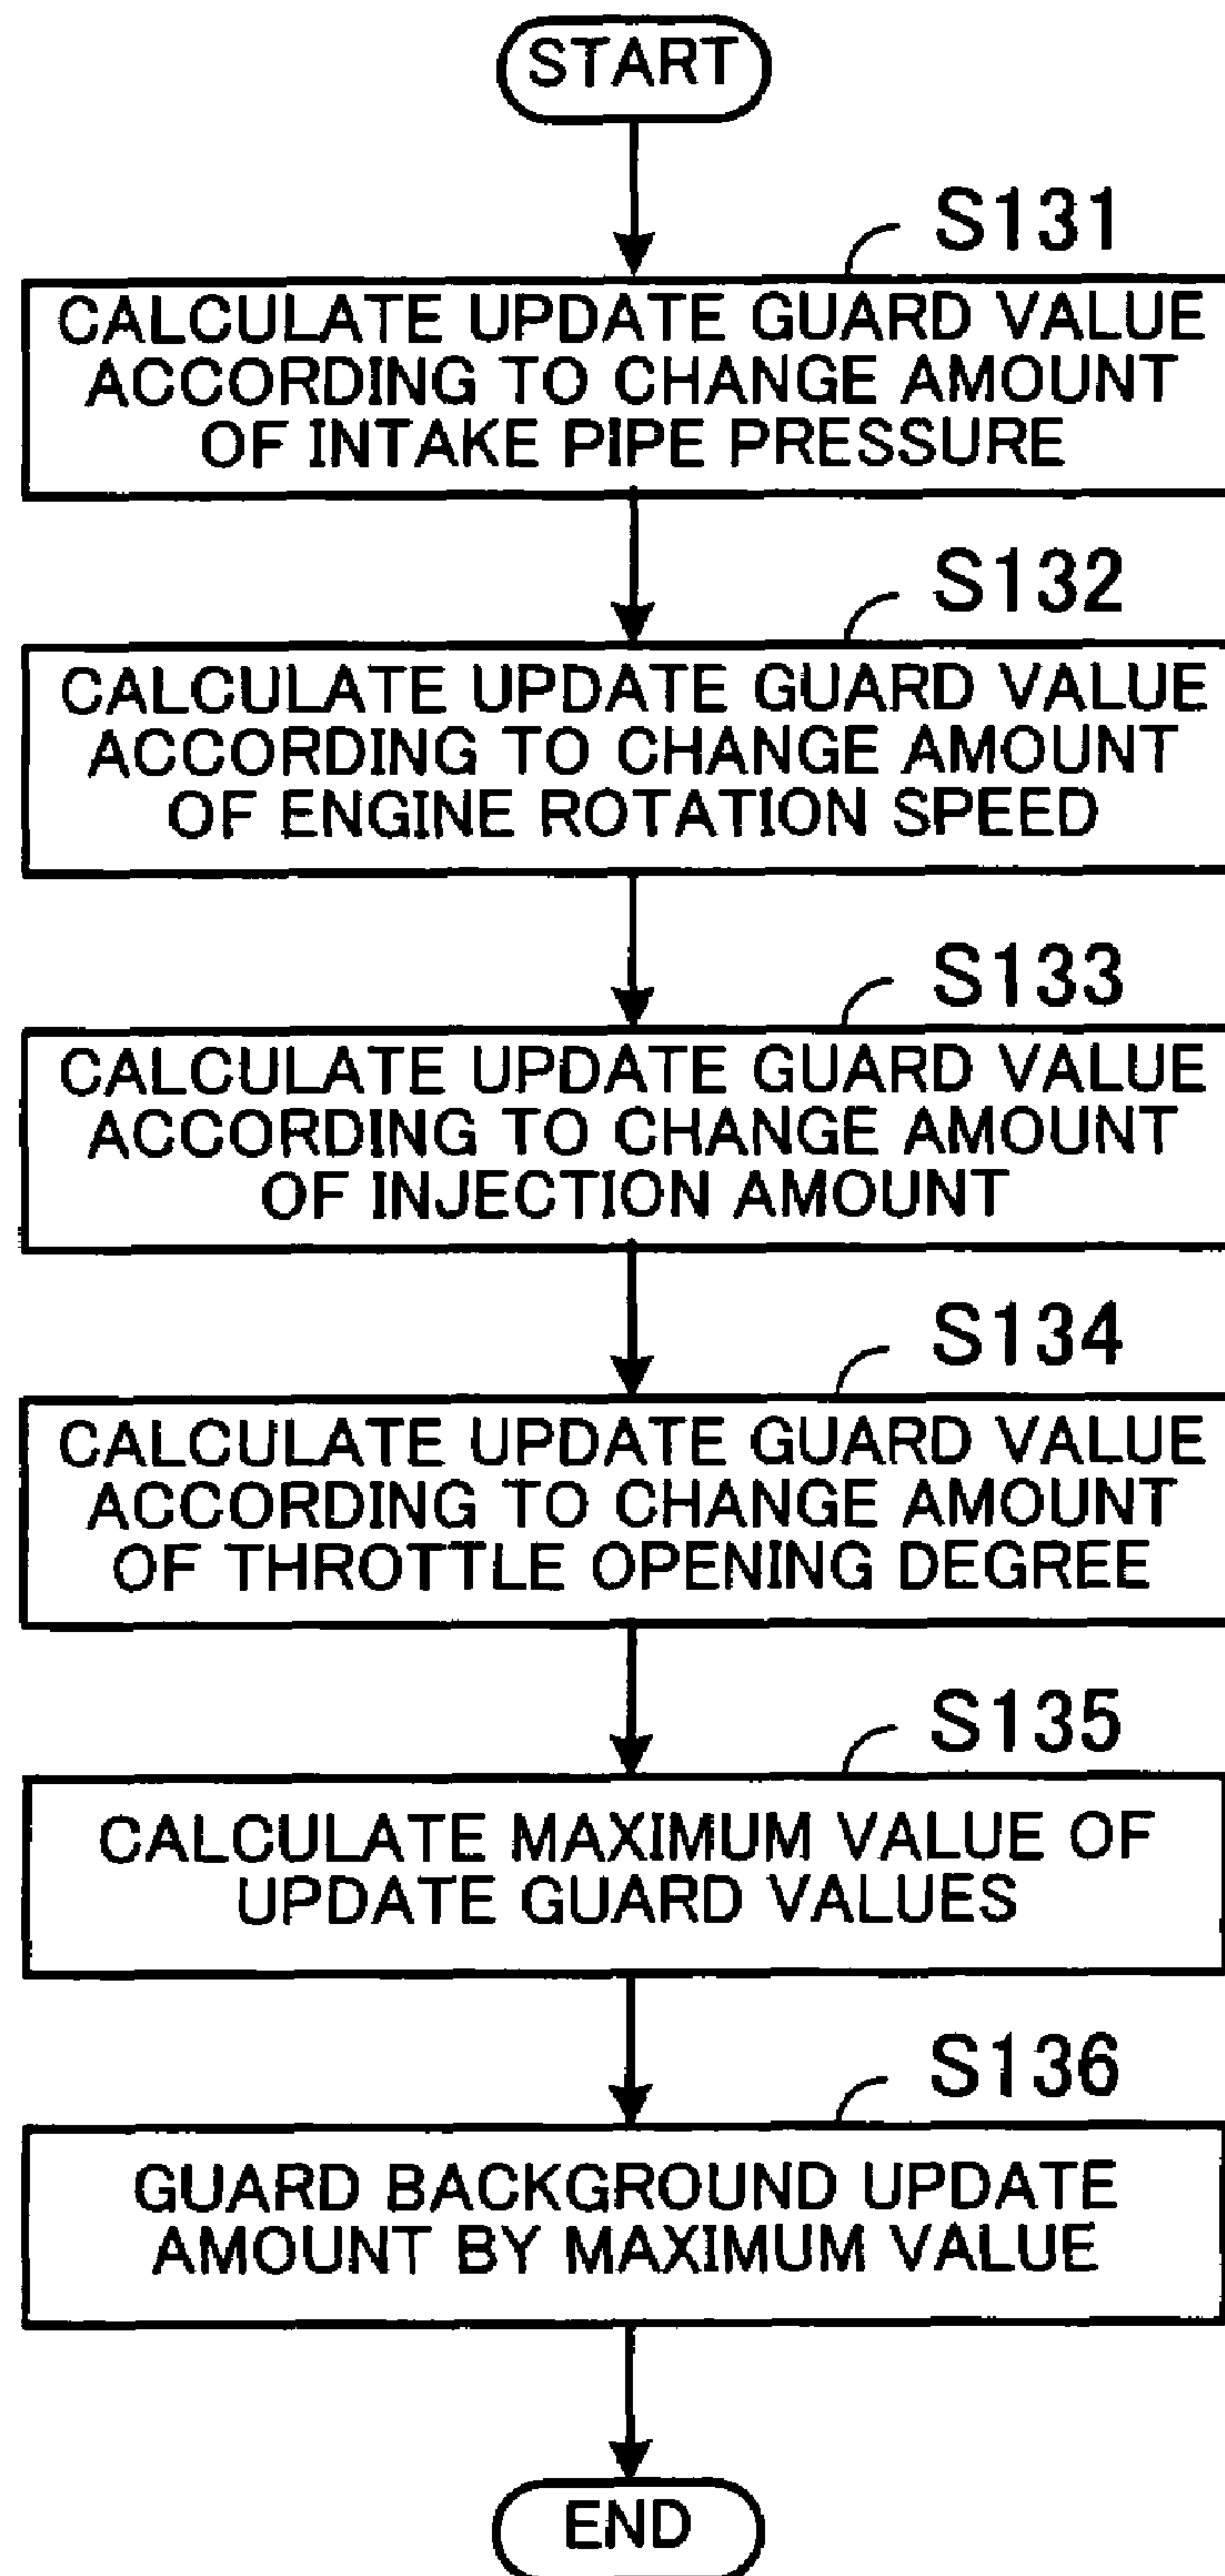 START
S131
CALCULATE UPDATE GUARD VALUE
ACCORDING TO CHANGE AMOUNT
OF INTAKE PIPE PRESSURE
S132
CALCULATE UPDATE GUARD VALUE
ACCORDING TO CHANGE AMOUNT
OF ENGINE ROTATION SPEED
S133
CALCULATE UPDATE GUARD VALUE
ACCORDING TO CHANGE AMOUNT
OF INJECTION AMOUNT
S134
CALCULATE UPDATE GUARD VALUE
ACCORDING TO CHANGE AMOUNT
OF THROTTLE OPENING DEGREE
S135
CALCULATE MAXIMUM VALUE OF
UPDATE GUARD VALUES
S136
GUARD BACKGROUND UPDATE
AMOUNT BY MAXIMUM VALUE
END